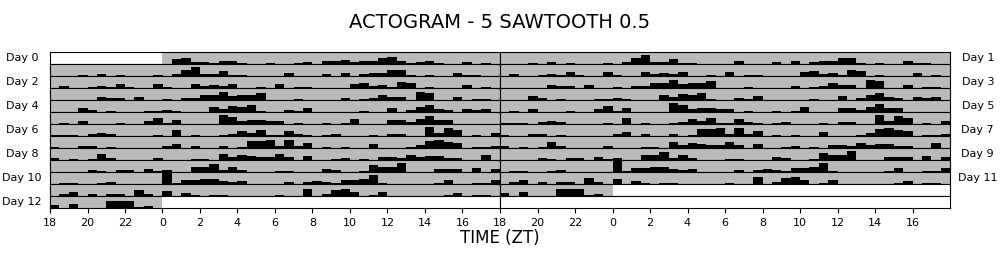 ACTOGRAM - 5 SAWTOOTH 0.5
Day 0
Day 1
Day 2
Day 3
Day 4
Day 5
Day 6
Day 7
Day 8
Day 9
Day 10
Day 11
Day 12
18 20 22 0 2 4 6 8 10 12 14 16 18 20 22 0 2 4 6 8 10 12 14 16
TIME (ZT)